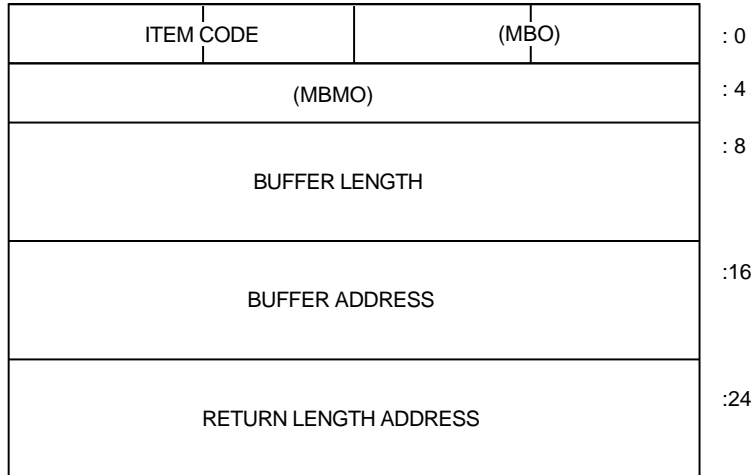 ITEM CODE (MBO) : 0
(MBMO) : 4
: 8
BUFFER LENGTH
:16
BUFFER ADDRESS
:24
RETURN LENGTH ADDRESS